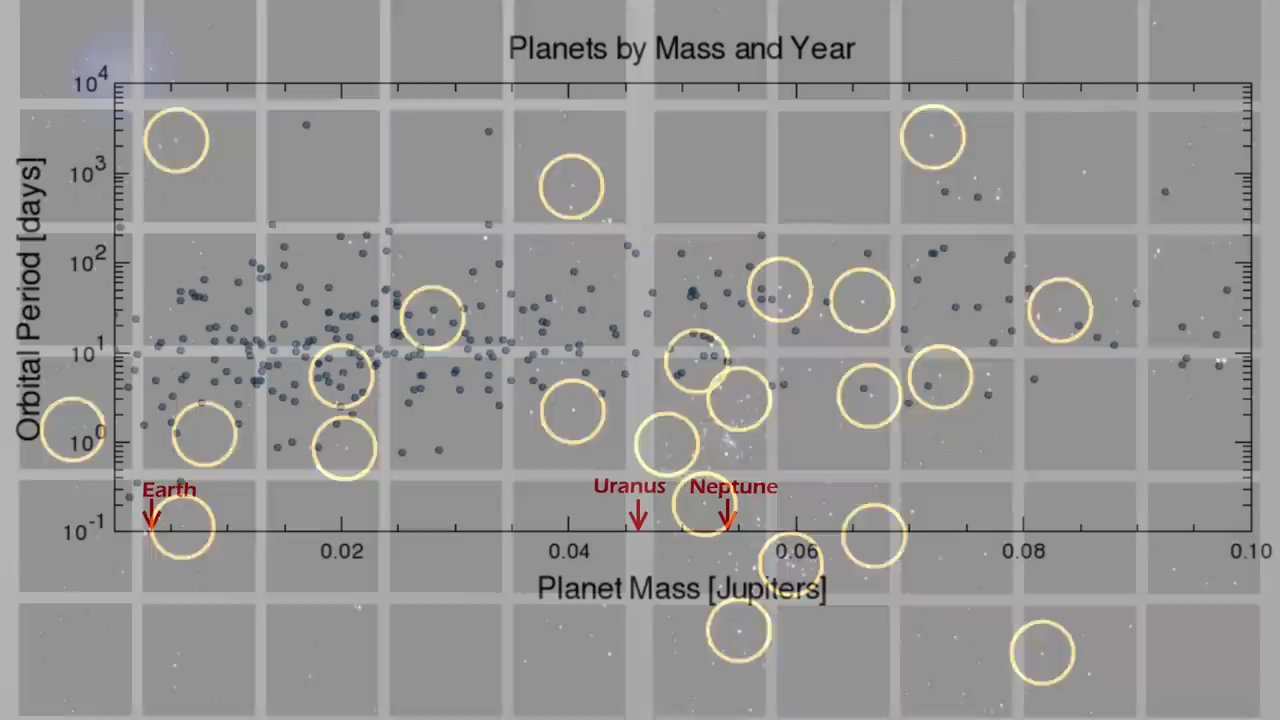 Planets by Mass and Year
Orbital Period [days]
10^4
10^3
10^2
10^1
10^0
10^-1
Earth
Uranus
Neptune
0.02
0.04
0.06
0.08
0.10
Planet Mass [Jupiters]